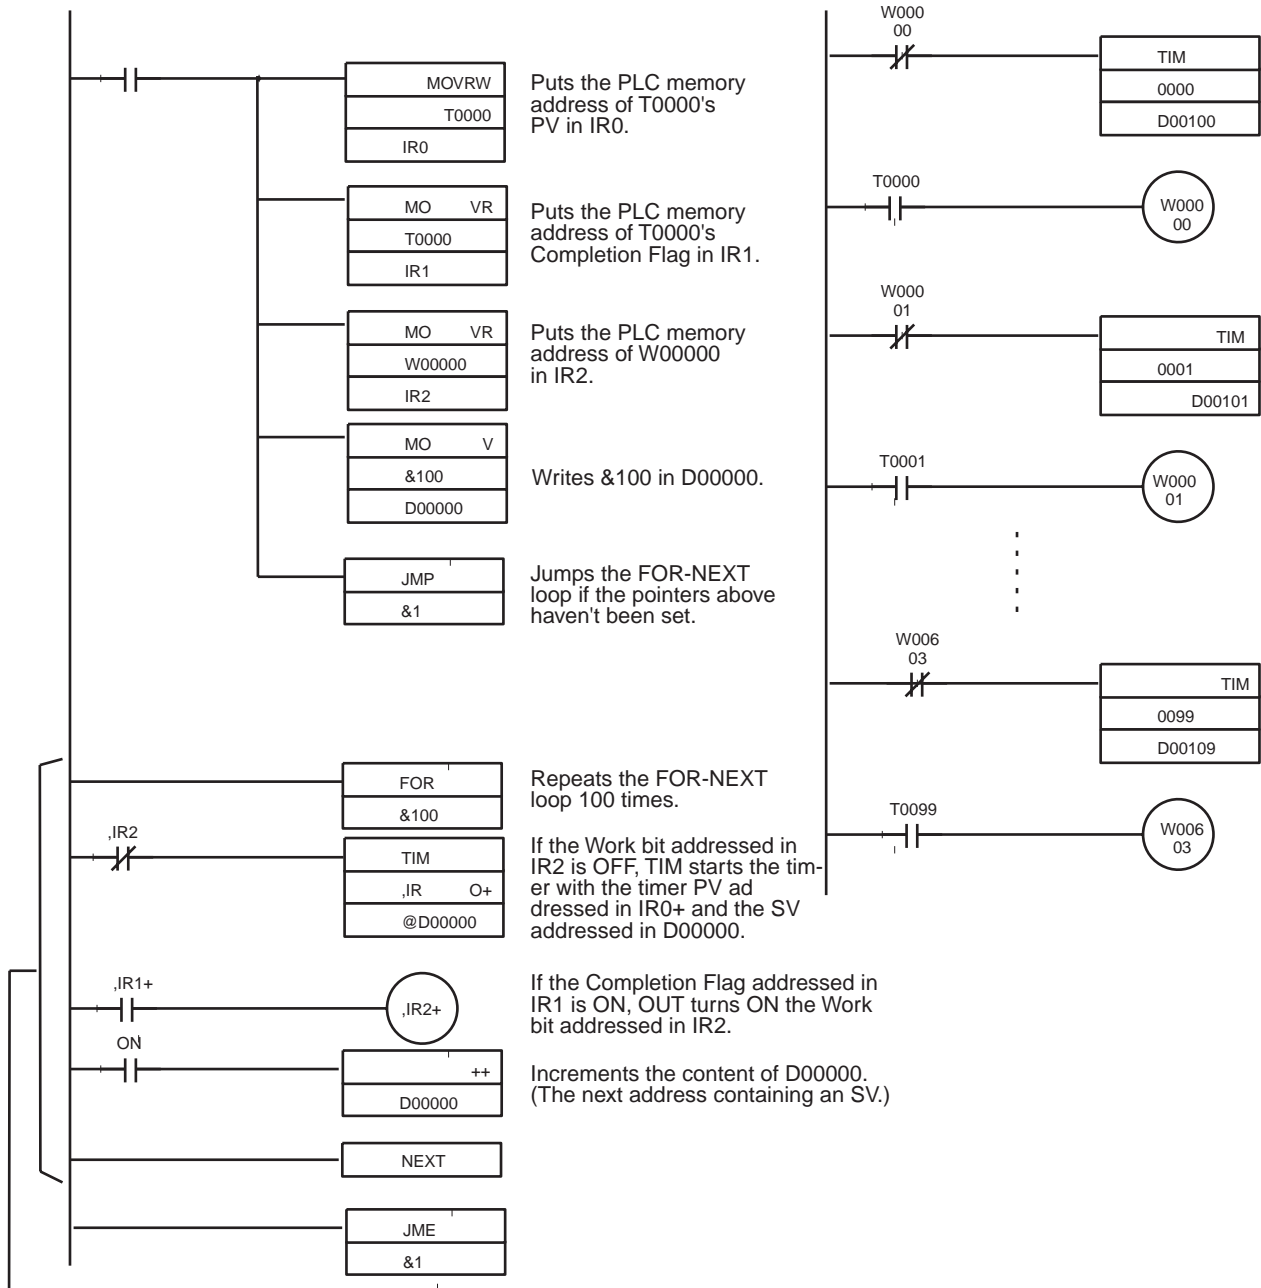 MOVRW
T0000
IR0
Puts the PLC memory
address of T0000's
PV in IR0.
MO VR
T0000
IR1
Puts the PLC memory
address of T0000's
Completion Flag in IR1.
MO VR
W00000
IR2
Puts the PLC memory
address of W00000
in IR2.
MO V
&100
D00000
Writes &100 in D00000.
JMP
&1
Jumps the FOR-NEXT
loop if the pointers above
haven't been set.
FOR
&100
Repeats the FOR-NEXT
loop 100 times.
,IR2
TIM
,IR O+
@D00000
If the Work bit addressed in
IR2 is OFF, TIM starts the tim-
er with the timer PV ad
dressed in IR0+ and the SV
addressed in D00000.
,IR1+
,IR2+
If the Completion Flag addressed in
IR1 is ON, OUT turns ON the Work
bit addressed in IR2.
ON
++
D00000
Increments the content of D00000.
(The next address containing an SV.)
NEXT
JME
&1
W000
00
TIM
0000
D00100
T0000
W000
00
W000
01
TIM
0001
D00101
T0001
W000
01
W006
03
TIM
0099
D00109
T0099
W006
03